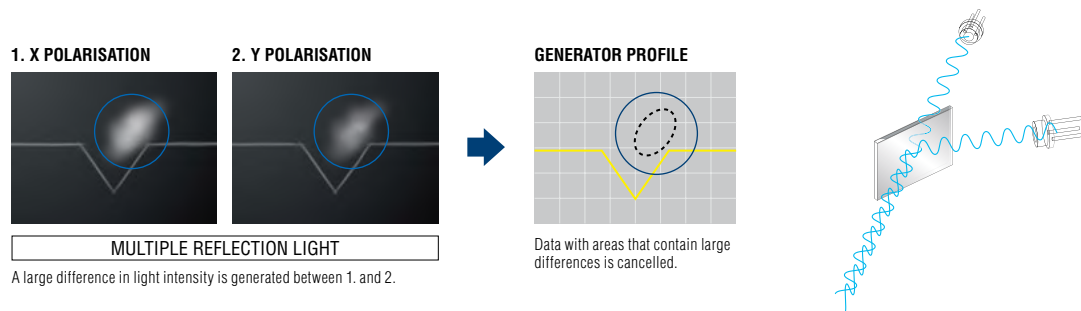 1. X POLARISATION
2. Y POLARISATION
MULTIPLE REFLECTION LIGHT
A large difference in light intensity is generated between 1. and 2.
GENERATOR PROFILE
Data with areas that contain large
differences is cancelled.